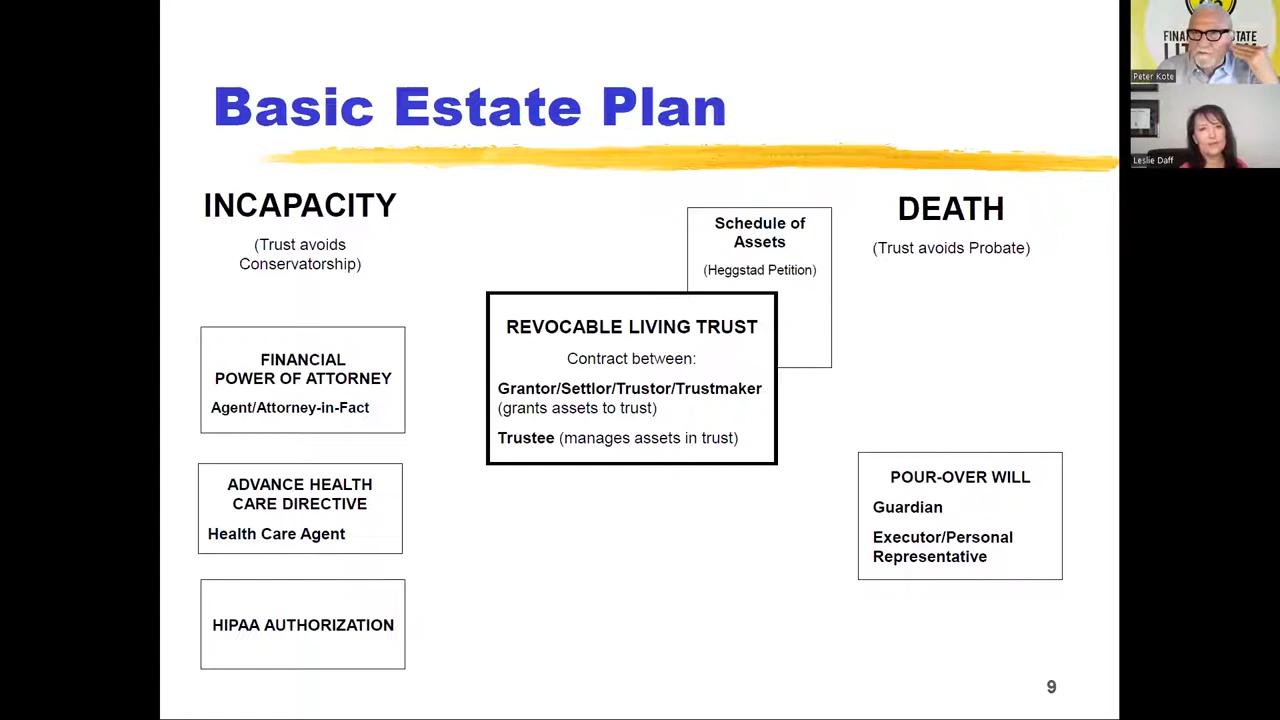 Basic Estate Plan
INCAPACITY
(Trust avoids
Conservatorship)
FINANCIAL
POWER OF ATTORNEY
Agent/Attorney-in-Fact
ADVANCE HEALTH
CARE DIRECTIVE
Health Care Agent
HIPAA AUTHORIZATION
Schedule of
Assets
(Heggstad Petition)
REVOCABLE LIVING TRUST
Contract between:
Grantor/Settlor/Trustor/Trustmaker
(grants assets to trust)
Trustee (manages assets in trust)
DEATH
(Trust avoids Probate)
POUR-OVER WILL
Guardian
Executor/Personal
Representative
9
Peter Kote
Leslie Daff